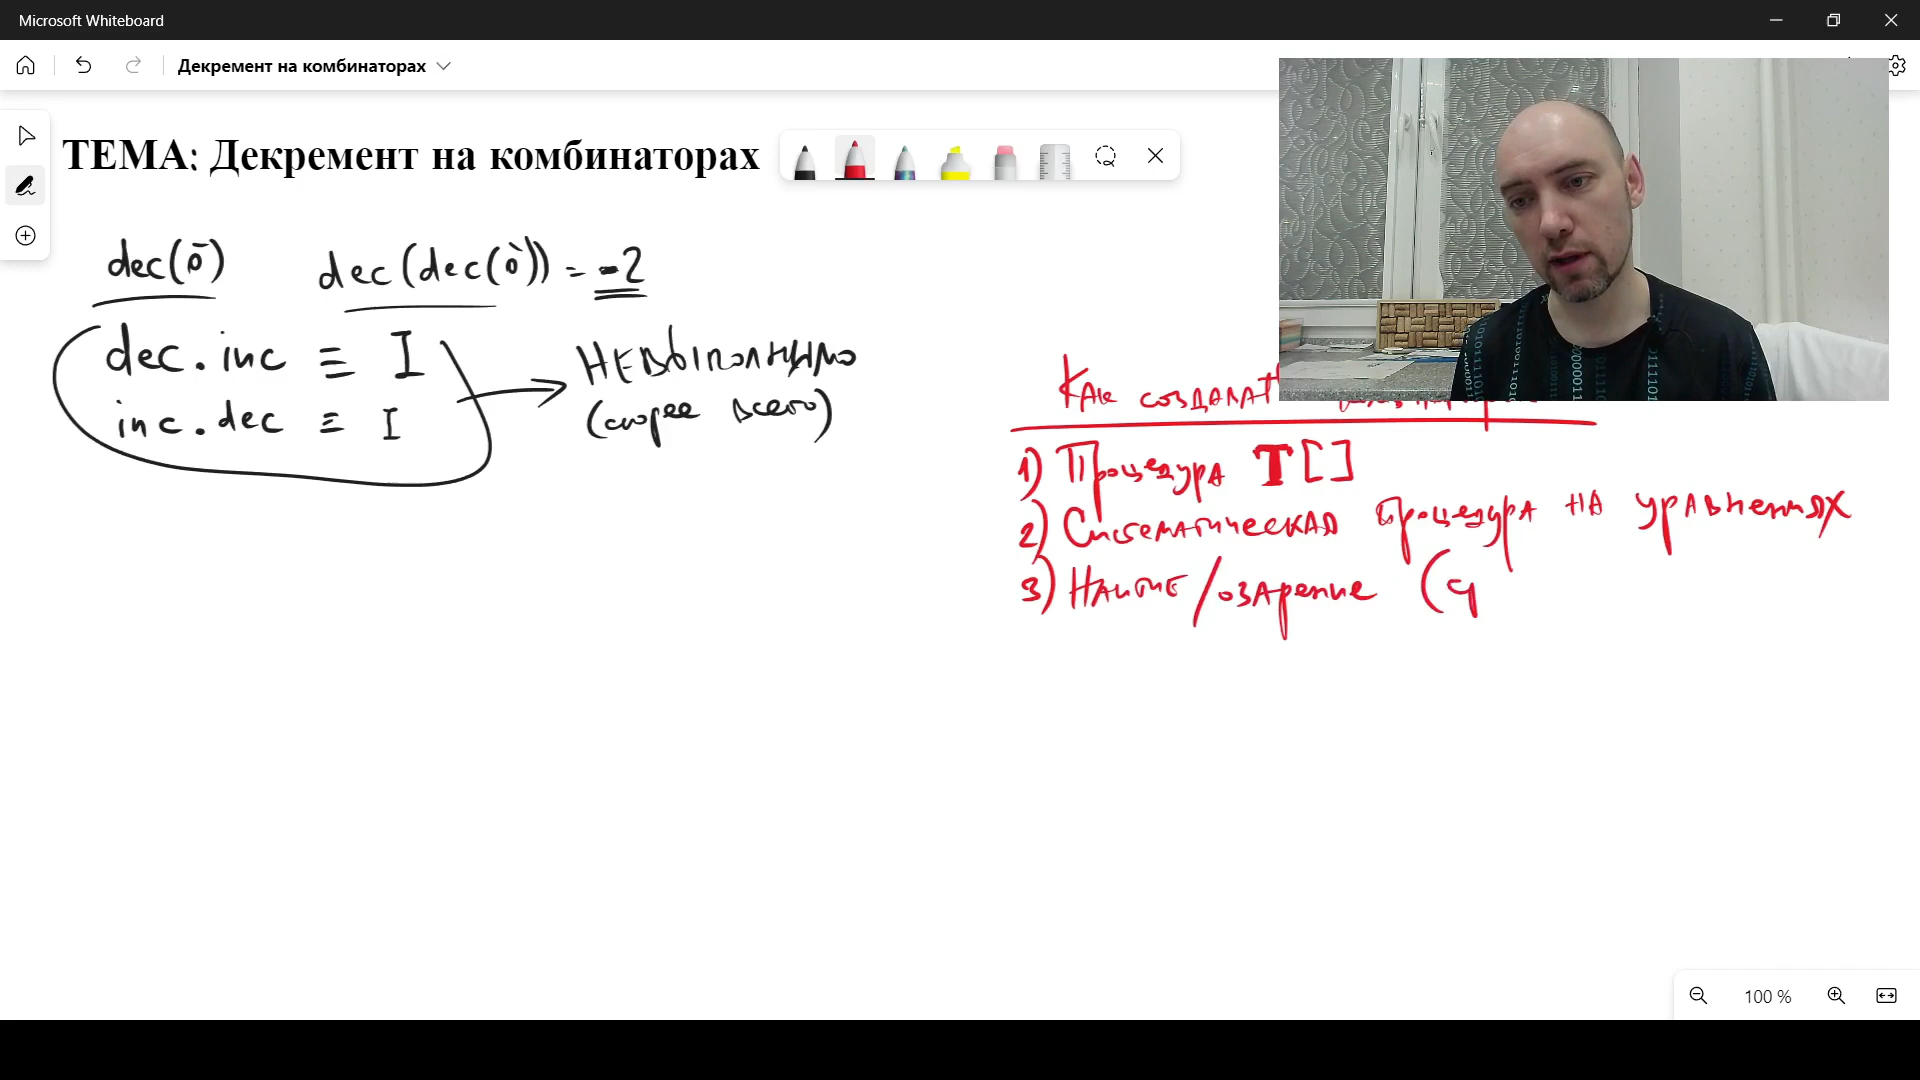 Microsoft Whiteboard
Декремент на комбинаторах
ТЕМА: Декремент на комбинаторах
dec(0̄) dec(dec(0̄)) = -2
dec.inc ≡ I
inc.dec ≡ I
НЕВЫПОЛНИМО
(скорее всего)
Как создават
1) Процедура T[]
2) Систематическая процедура на уравнениях
3) Наитие/озарение (ч
100 %